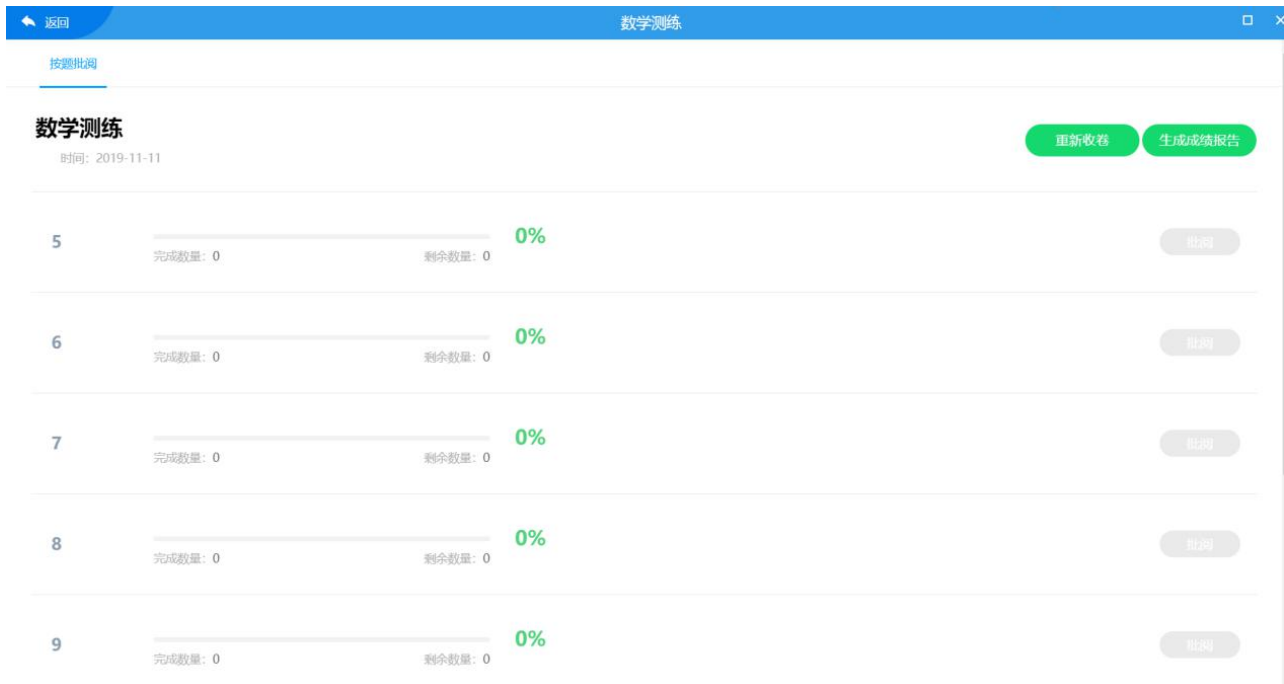 返回
数学测练
按题批阅
数学测练
时间：2019-11-11
重新收卷
生成成绩报告
5
0%
完成数量：0
剩余数量：0
批阅
6
0%
完成数量：0
剩余数量：0
批阅
7
0%
完成数量：0
剩余数量：0
批阅
8
0%
完成数量：0
剩余数量：0
批阅
9
0%
完成数量：0
剩余数量：0
批阅